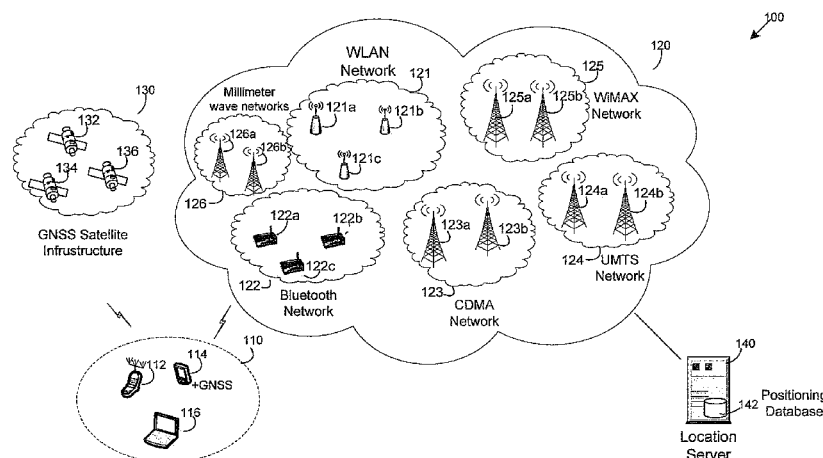 100
WLAN
Network
121
120
125
Millimeter
wave networks
121a
121b
125a
125b
WiMAX
Network
130
132
134
136
126a
126b
121c
126
124a
124b
GNSS Satellite
Infrustructure
122a
122b
122c
123a
123b
122
Bluetooth
Network
123
CDMA
Network
124
UMTS
Network
110
112
114
+GNSS
116
140
142
Positioning
Database
Location
Server